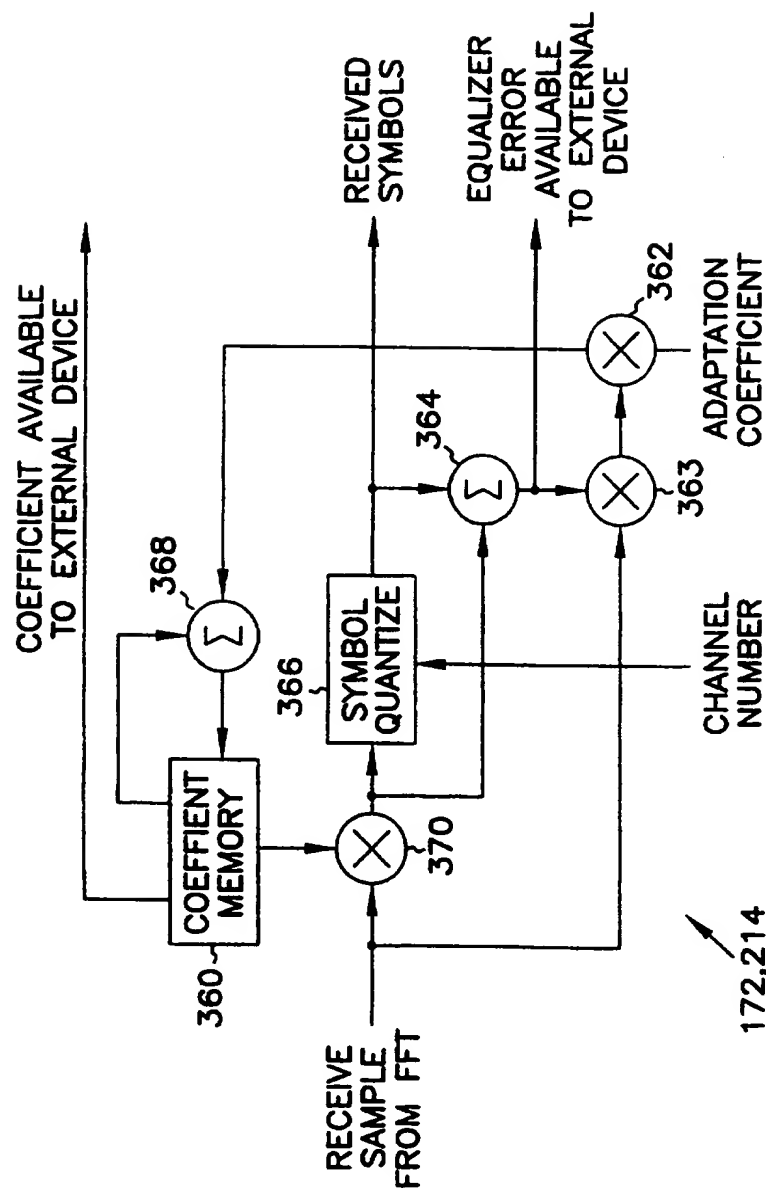 COEFFICIENT AVAILABLE
TO EXTERNAL DEVICE
368
Σ
COEFFIENT
MEMORY
360
RECEIVED
SYMBOLS
366
SYMBOL
QUANTIZE
364
Σ
EQUALIZER
ERROR
AVAILABLE
TO EXTERNAL
DEVICE
370
362
363
RECEIVE
SAMPLE
FROM FFT
CHANNEL
NUMBER
ADAPTATION
COEFFICIENT
172,214